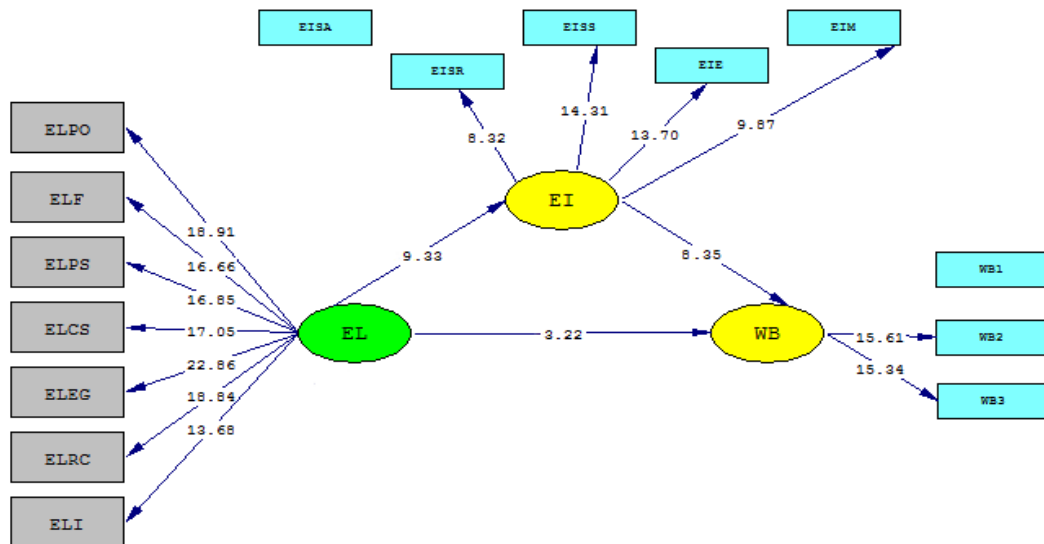 EISA
EISS
EIM
EISR
EIE
ELPO
14.31
9.87
8.32
13.70
ELF
EI
18.91
ELPS
16.66
9.33
8.35
WB1
16.85
ELCS
17.05
EL
3.22
WB
15.61
WB2
22.86
15.34
ELEG
18.84
WB3
13.68
ELRC
ELI